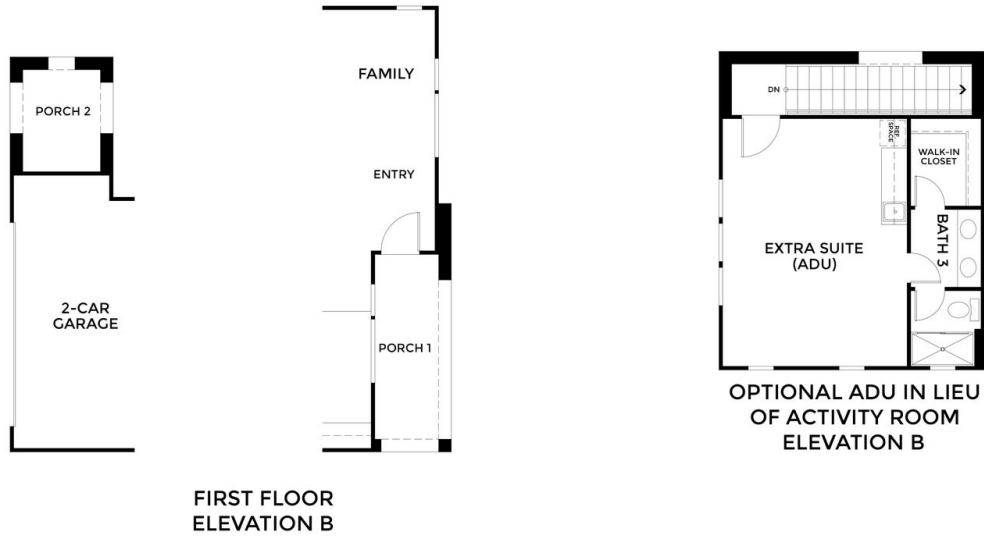 FAMILY
PORCH 2
ENTRY
2-CAR
GARAGE
PORCH 1
FIRST FLOOR
ELEVATION B
DN
REF.
SPACE
WALK-IN
CLOSET
BATH 3
EXTRA SUITE
(ADU)
OPTIONAL ADU IN LIEU
OF ACTIVITY ROOM
ELEVATION B